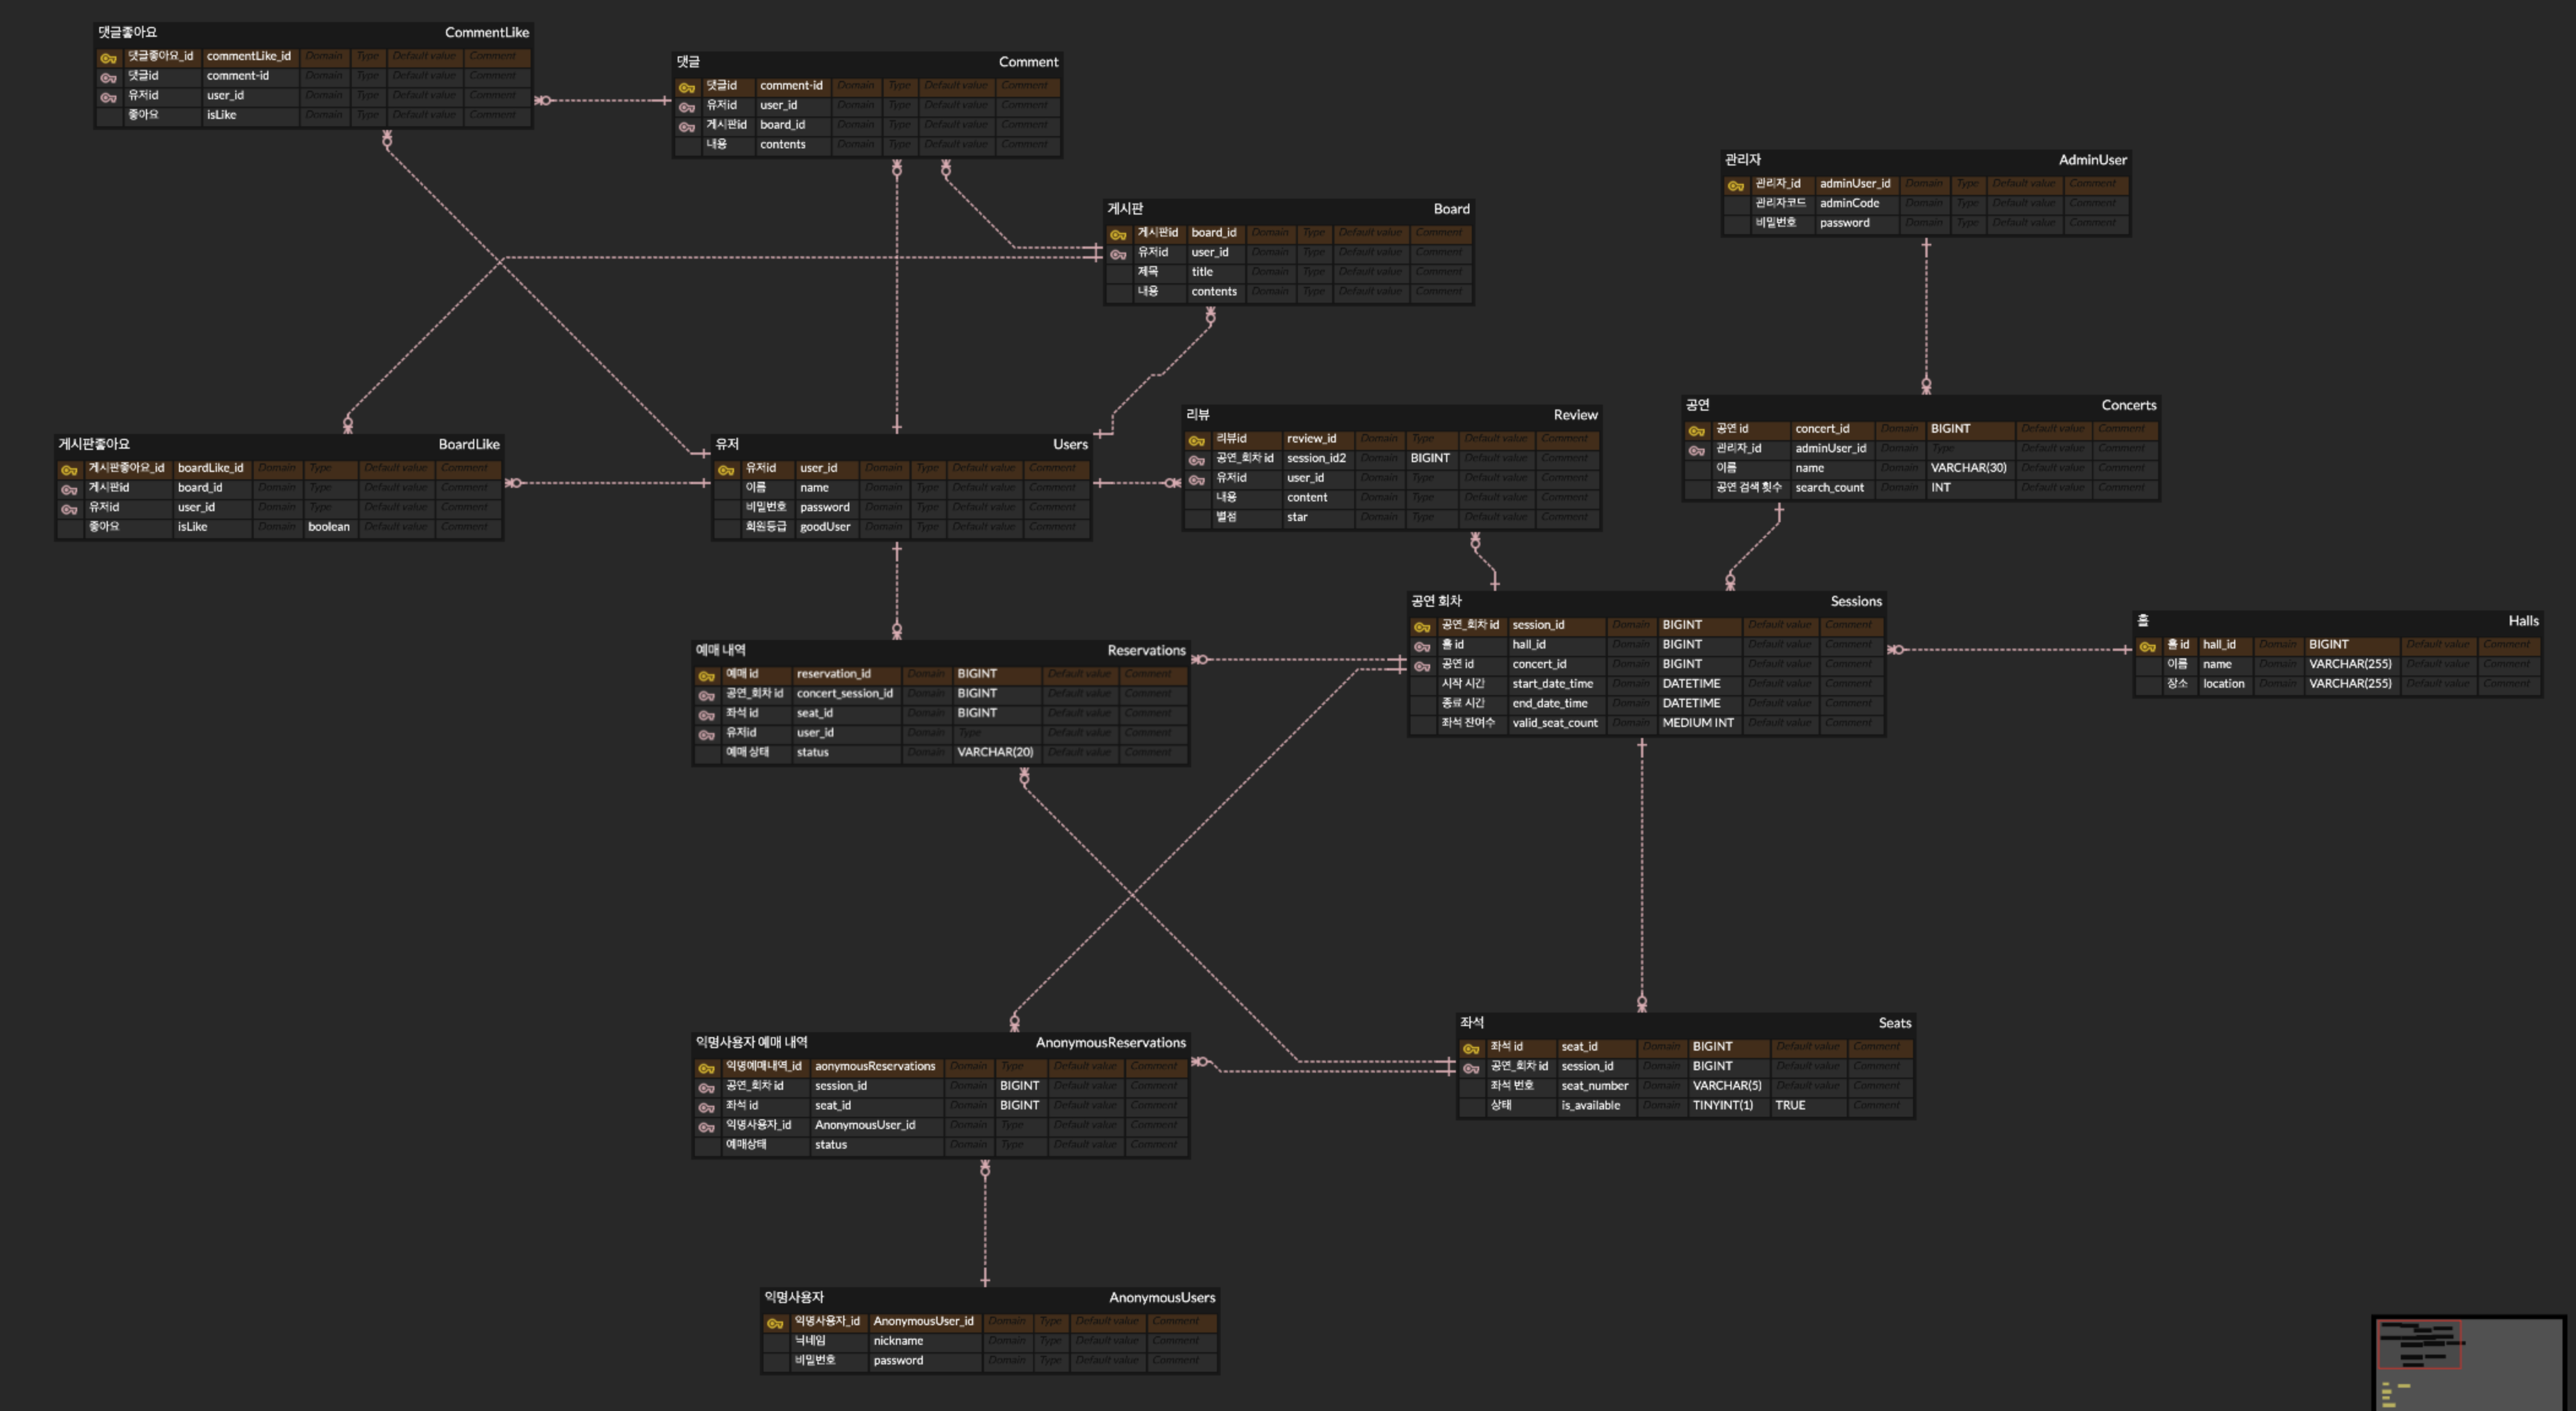 댓글좋아요 CommentLike
댓글좋아요_id commentLike_id Domain Type Default value Comment
댓글id comment-id Domain Type Default value Comment
유저id user_id Domain Type Default value Comment
좋아요 isLike Domain Type Default value Comment
댓글 Comment
댓글id comment-id Domain Type Default value Comment
유저id user_id Domain Type Default value Comment
게시판id board_id Domain Type Default value Comment
내용 contents Domain Type Default value Comment
관리자 AdminUser
관리자_id adminUser_id Domain Type Default value Comment
관리자코드 adminCode Domain Type Default value Comment
비밀번호 password Domain Type Default value Comment
게시판 Board
게시판id board_id Domain Type Default value Comment
유저id user_id Domain Type Default value Comment
제목 title Domain Type Default value Comment
내용 contents Domain Type Default value Comment
게시판좋아요 BoardLike
게시판좋아요_id boardLike_id Domain Type Default value Comment
게시판id board_id Domain Type Default value Comment
유저id user_id Domain Type Default value Comment
좋아요 isLike Domain boolean Default value Comment
유저 Users
유저id user_id Domain Type Default value Comment
이름 name Domain Type Default value Comment
비밀번호 password Domain Type Default value Comment
회원등급 goodUser Domain Type Default value Comment
리뷰 Review
리뷰id review_id Domain Type Default value Comment
공연_회차 id session_id2 Domain BIGINT Default value Comment
유저id user_id Domain Type Default value Comment
내용 content Domain Type Default value Comment
별점 star Domain Type Default value Comment
공연 Concerts
공연 id concert_id Domain BIGINT Default value Comment
관리자_id adminUser_id Domain Type Default value Comment
이름 name Domain VARCHAR(30) Default value Comment
공연 검색 횟수 search_count Domain INT Default value Comment
예매 내역 Reservations
예매 id reservation_id Domain BIGINT Default value Comment
공연_회차 id concert_session_id Domain BIGINT Default value Comment
좌석 id seat_id Domain BIGINT Default value Comment
유저id user_id Domain Type Default value Comment
예매 상태 status Domain VARCHAR(20) Default value Comment
공연 회차 Sessions
공연_회차 id session_id Domain BIGINT Default value Comment
홀 id hall_id Domain BIGINT Default value Comment
공연 id concert_id Domain BIGINT Default value Comment
시작 시간 start_date_time Domain DATETIME Default value Comment
종료 시간 end_date_time Domain DATETIME Default value Comment
좌석 잔여수 valid_seat_count Domain MEDIUM INT Default value Comment
홀 Halls
홀 id hall_id Domain BIGINT Default value Comment
이름 name Domain VARCHAR(255) Default value Comment
장소 location Domain VARCHAR(255) Default value Comment
익명사용자 예매 내역 AnonymousReservations
익명예매내역_id aonymousReservations Domain Type Default value Comment
공연_회차 id session_id Domain BIGINT Default value Comment
좌석 id seat_id Domain BIGINT Default value Comment
익명사용자_id AnonymousUser_id Domain Type Default value Comment
예매상태 status Domain Type Default value Comment
좌석 Seats
좌석 id seat_id Domain BIGINT Default value Comment
공연_회차 id session_id Domain BIGINT Default value Comment
좌석 번호 seat_number Domain VARCHAR(5) Default value Comment
상태 is_available Domain TINYINT(1) TRUE Comment
익명사용자 AnonymousUsers
익명사용자_id AnonymousUser_id Domain Type Default value Comment
닉네임 nickname Domain Type Default value Comment
비밀번호 password Domain Type Default value Comment